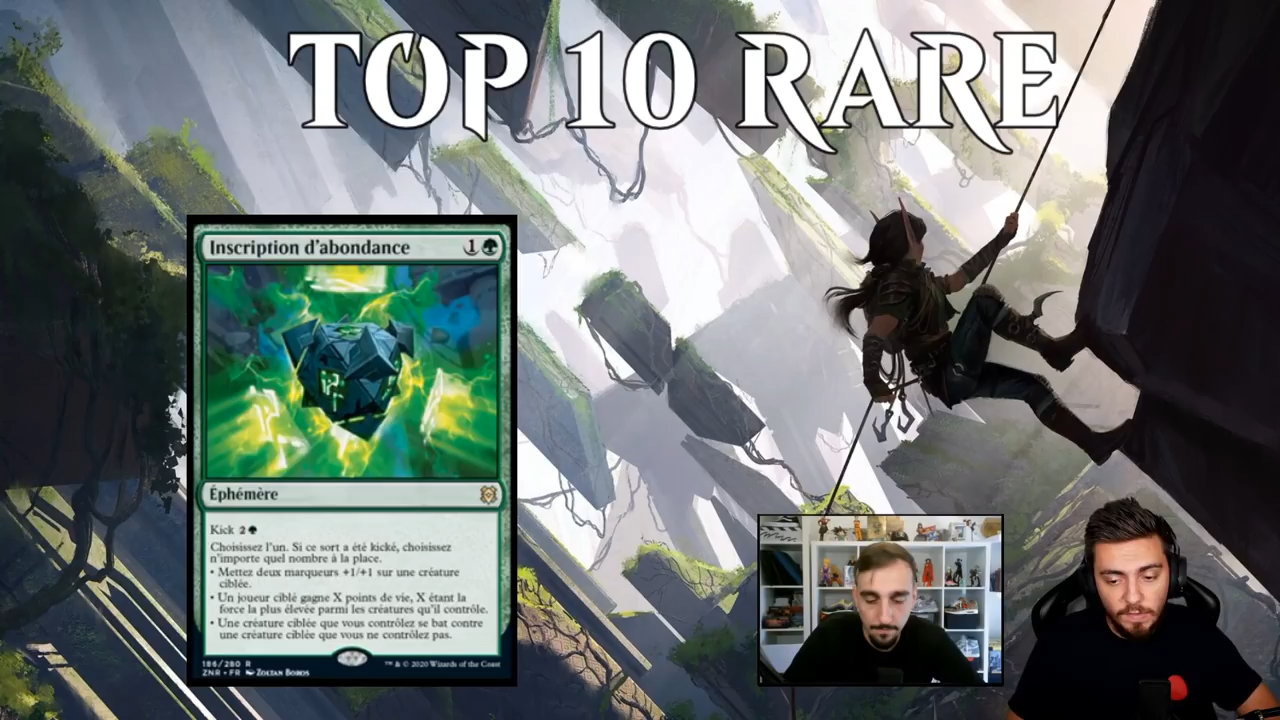 TOP 10 RARE
Inscription d'abondance 1
Éphémère
Kick 2
Choisissez l'un. Si ce sort a été kické, choisissez
n'importe quel nombre à la place.
• Mettez deux marqueurs +1/+1 sur une créature
ciblée.
• Un joueur ciblé gagne X points de vie, X étant la
force la plus élevée parmi les créatures qu'il contrôle.
• Une créature ciblée que vous contrôlez se bat contre
une créature ciblée que vous ne contrôlez pas.
186/280 R
ZNR • FR Zoltan Boros
™ & © 2020 Wizards of the Coast